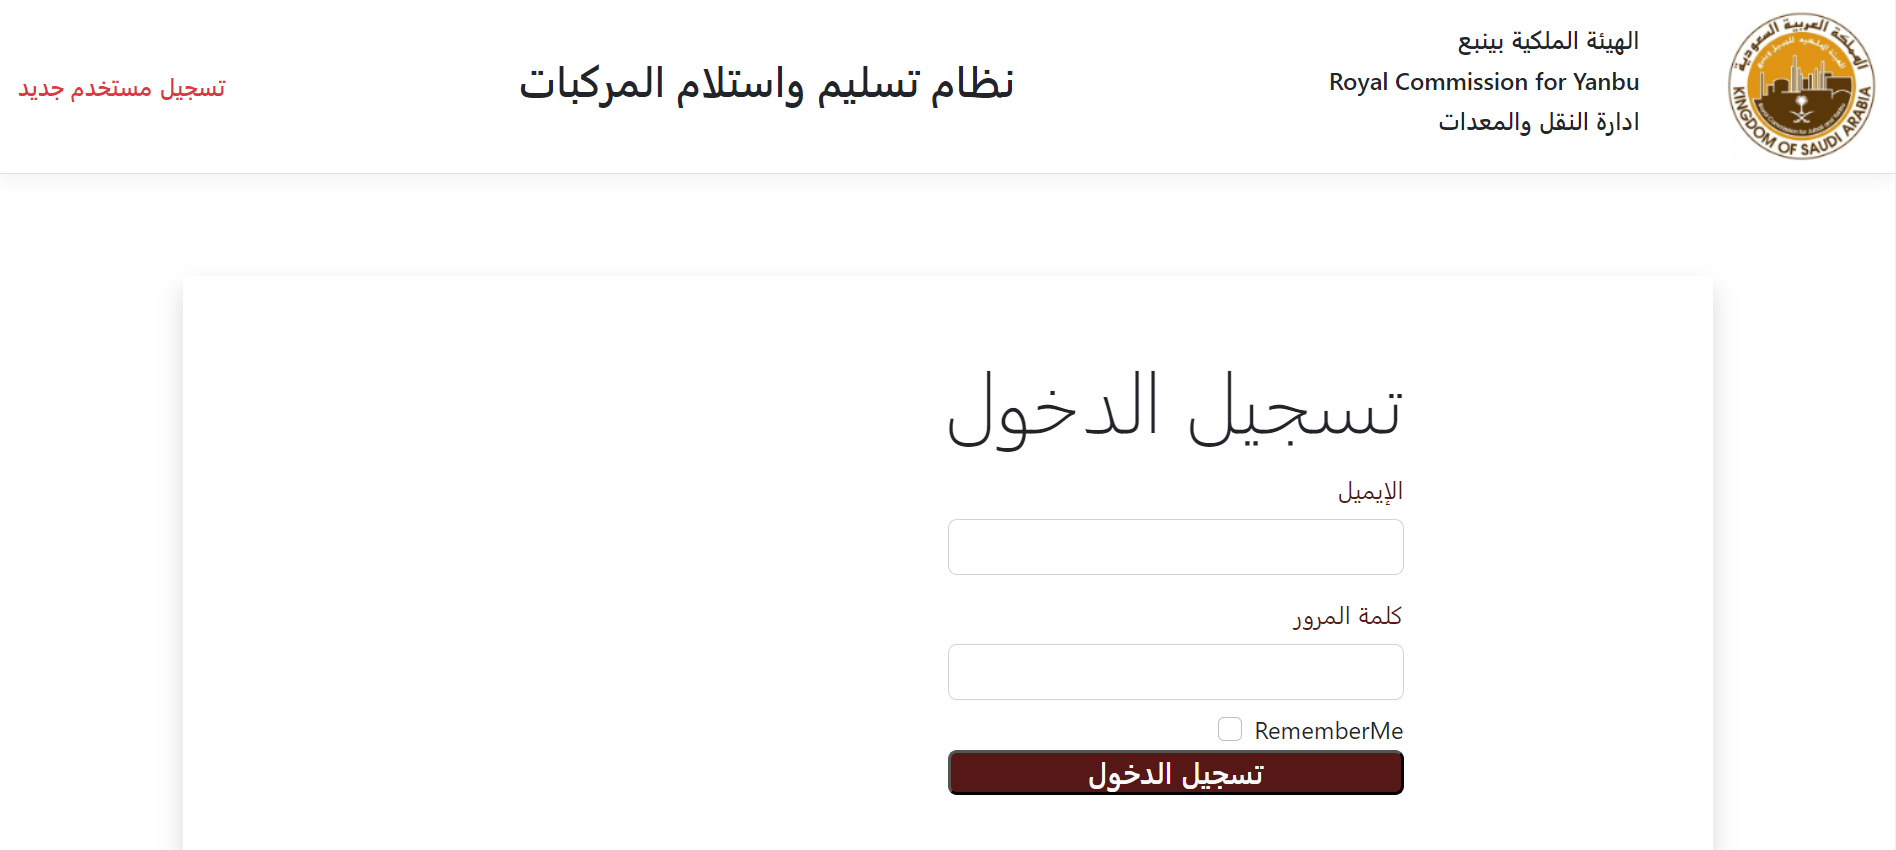 المملكة العربية السعودية
KINGDOM OF SAUDI ARABIA
الهيئة الملكية بينبع
Royal Commission for Yanbu
ادارة النقل والمعدات
نظام تسليم واستلام المركبات
تسجيل مستخدم جديد
تسجيل الدخول
الإيميل
كلمة المرور
RememberMe
تسجيل الدخول